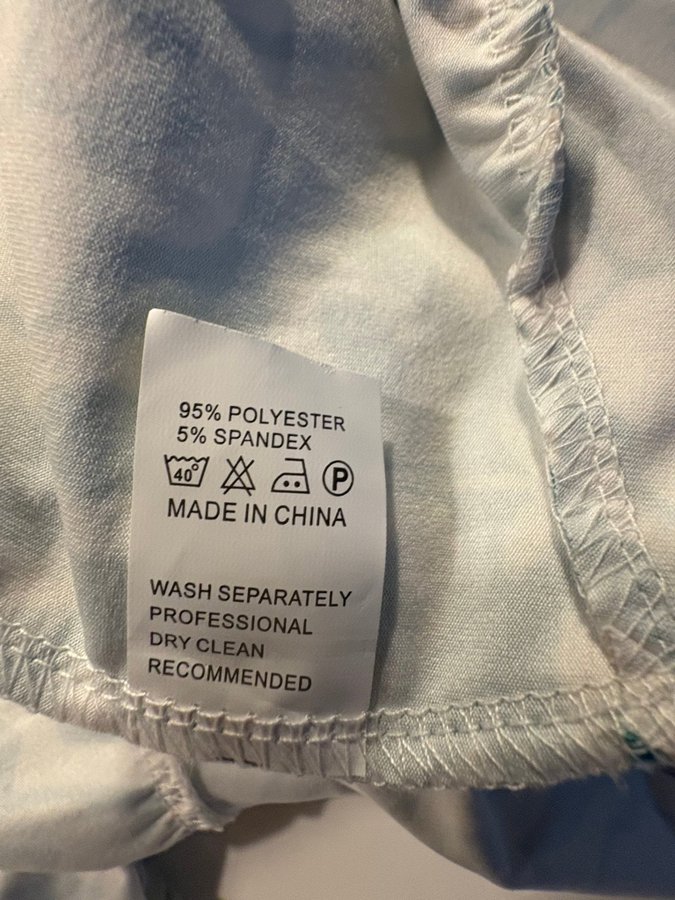 95% POLYESTER
5% SPANDEX
40° P
MADE IN CHINA
WASH SEPARATELY
PROFESSIONAL
DRY CLEAN
RECOMMENDED